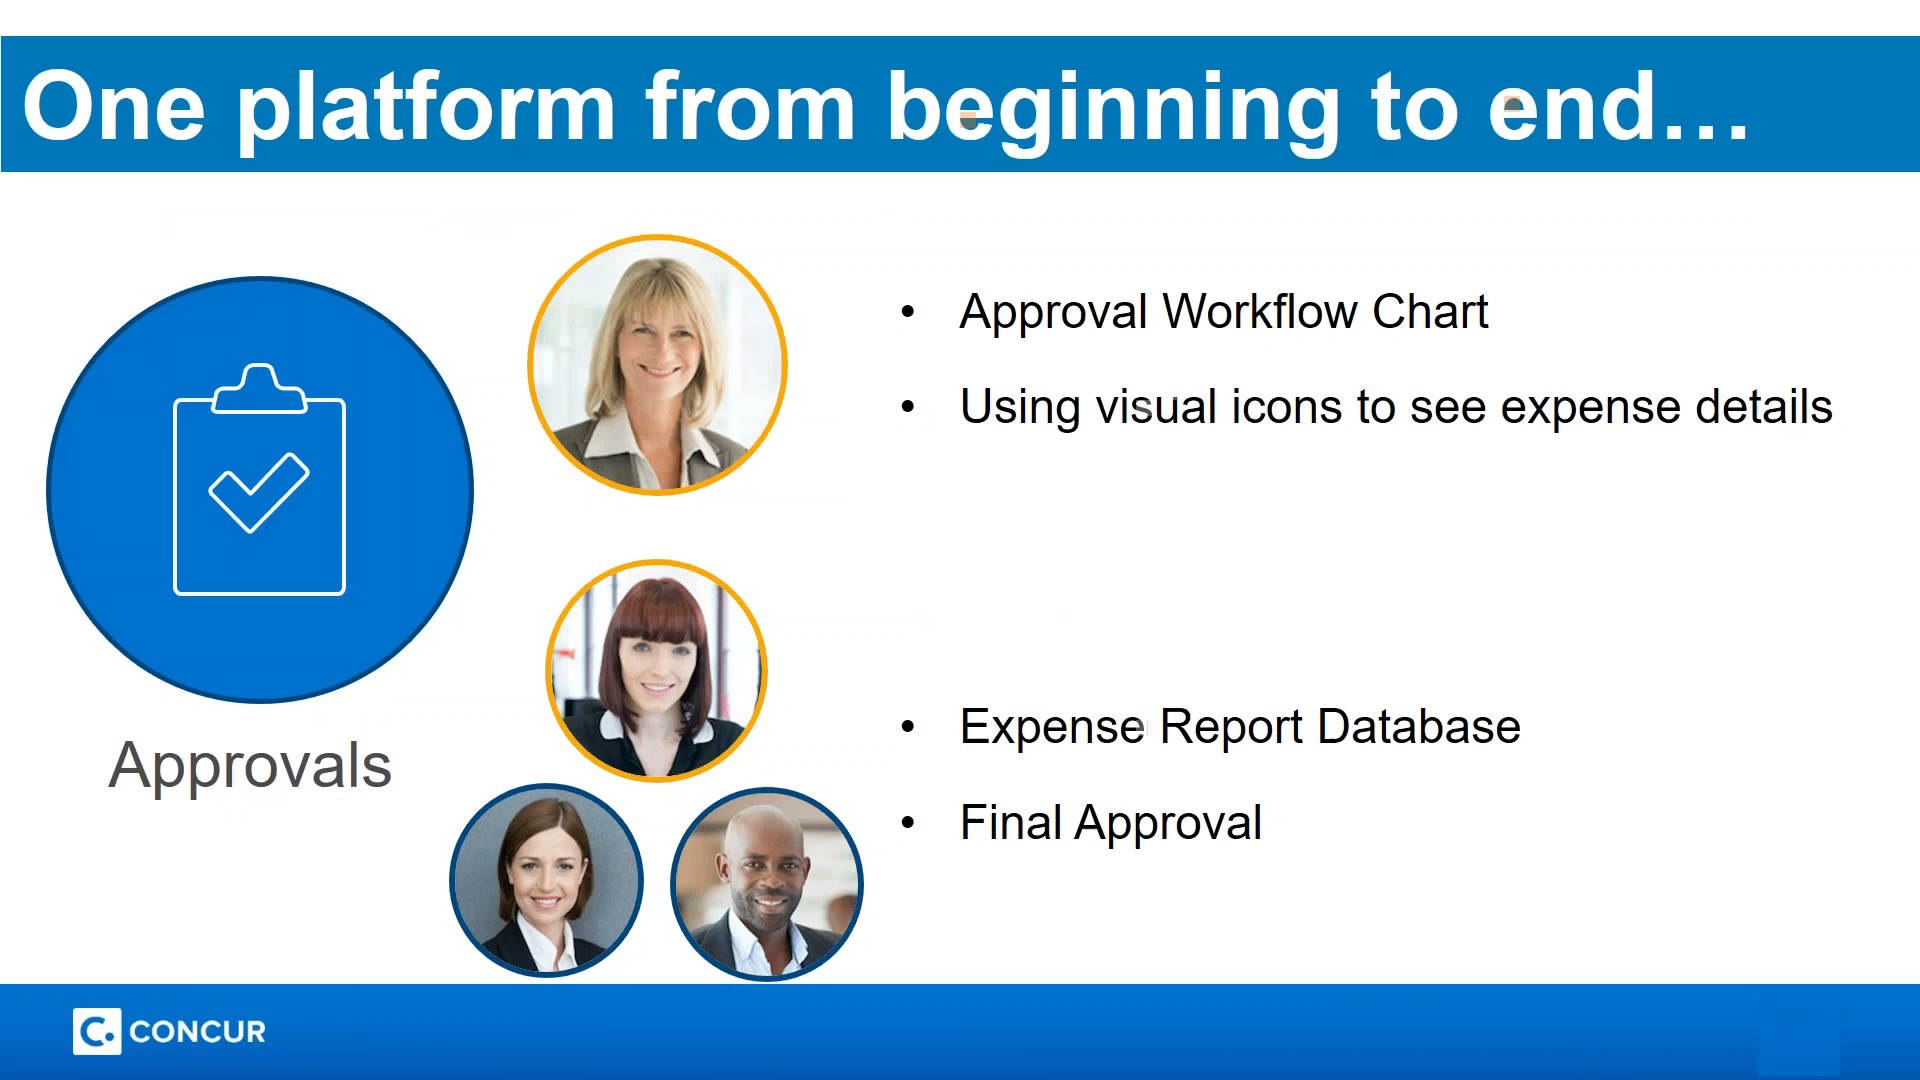 One platform from beginning to end…
• Approval Workflow Chart
• Using visual icons to see expense details
Approvals
• Expense Report Database
• Final Approval
C. CONCUR